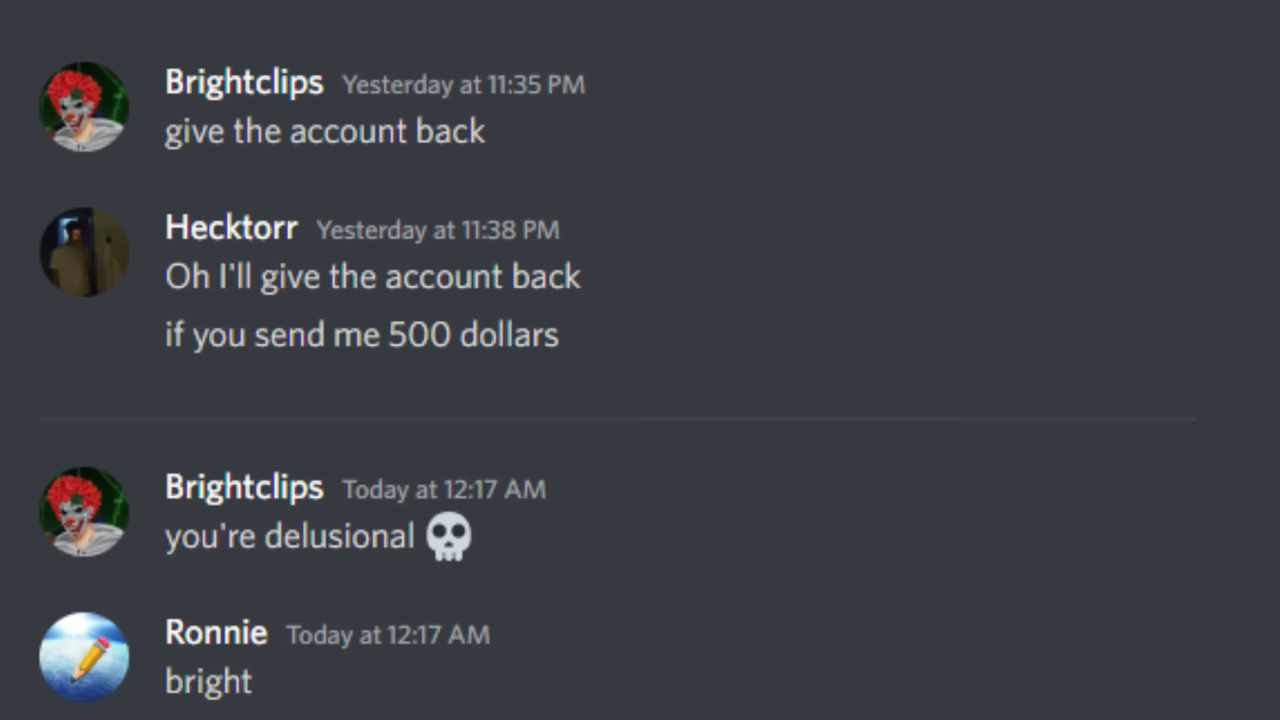 Brightclips Yesterday at 11:35 PM
give the account back
Hecktorr Yesterday at 11:38 PM
Oh I'll give the account back
if you send me 500 dollars
Brightclips Today at 12:17 AM
you're delusional 💀
Ronnie Today at 12:17 AM
bright